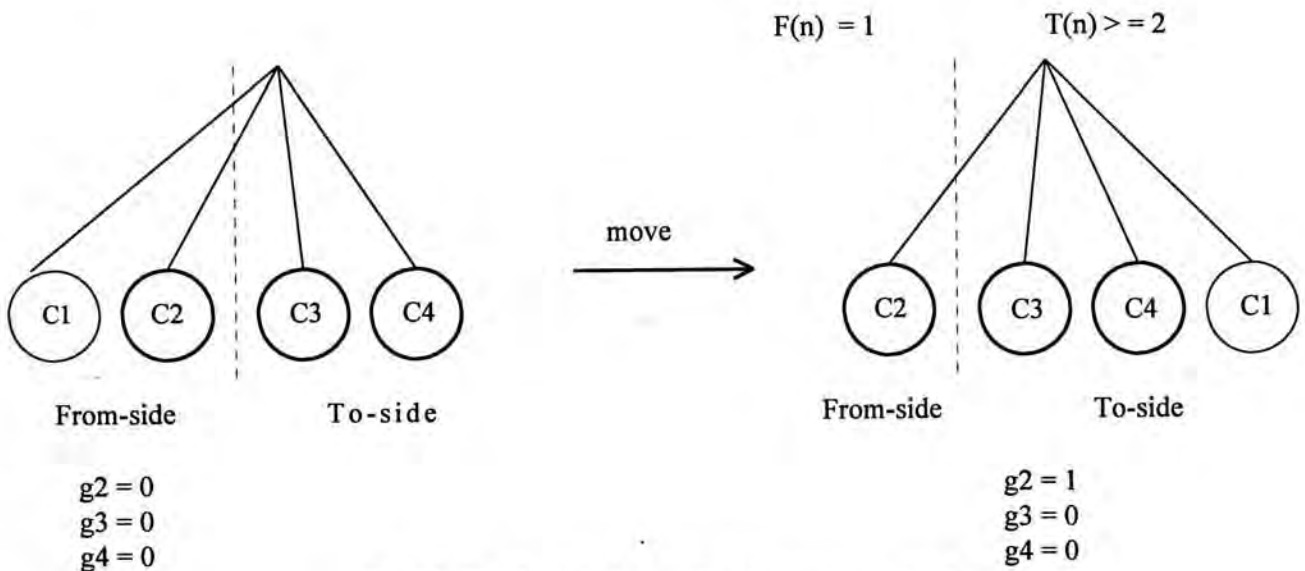 F(n) = 1 T(n) > = 2
move
C1 C2 C3 C4 C2 C3 C4 C1
From-side To-side From-side To-side
g2 = 0 g2 = 1
g3 = 0 g3 = 0
g4 = 0 g4 = 0